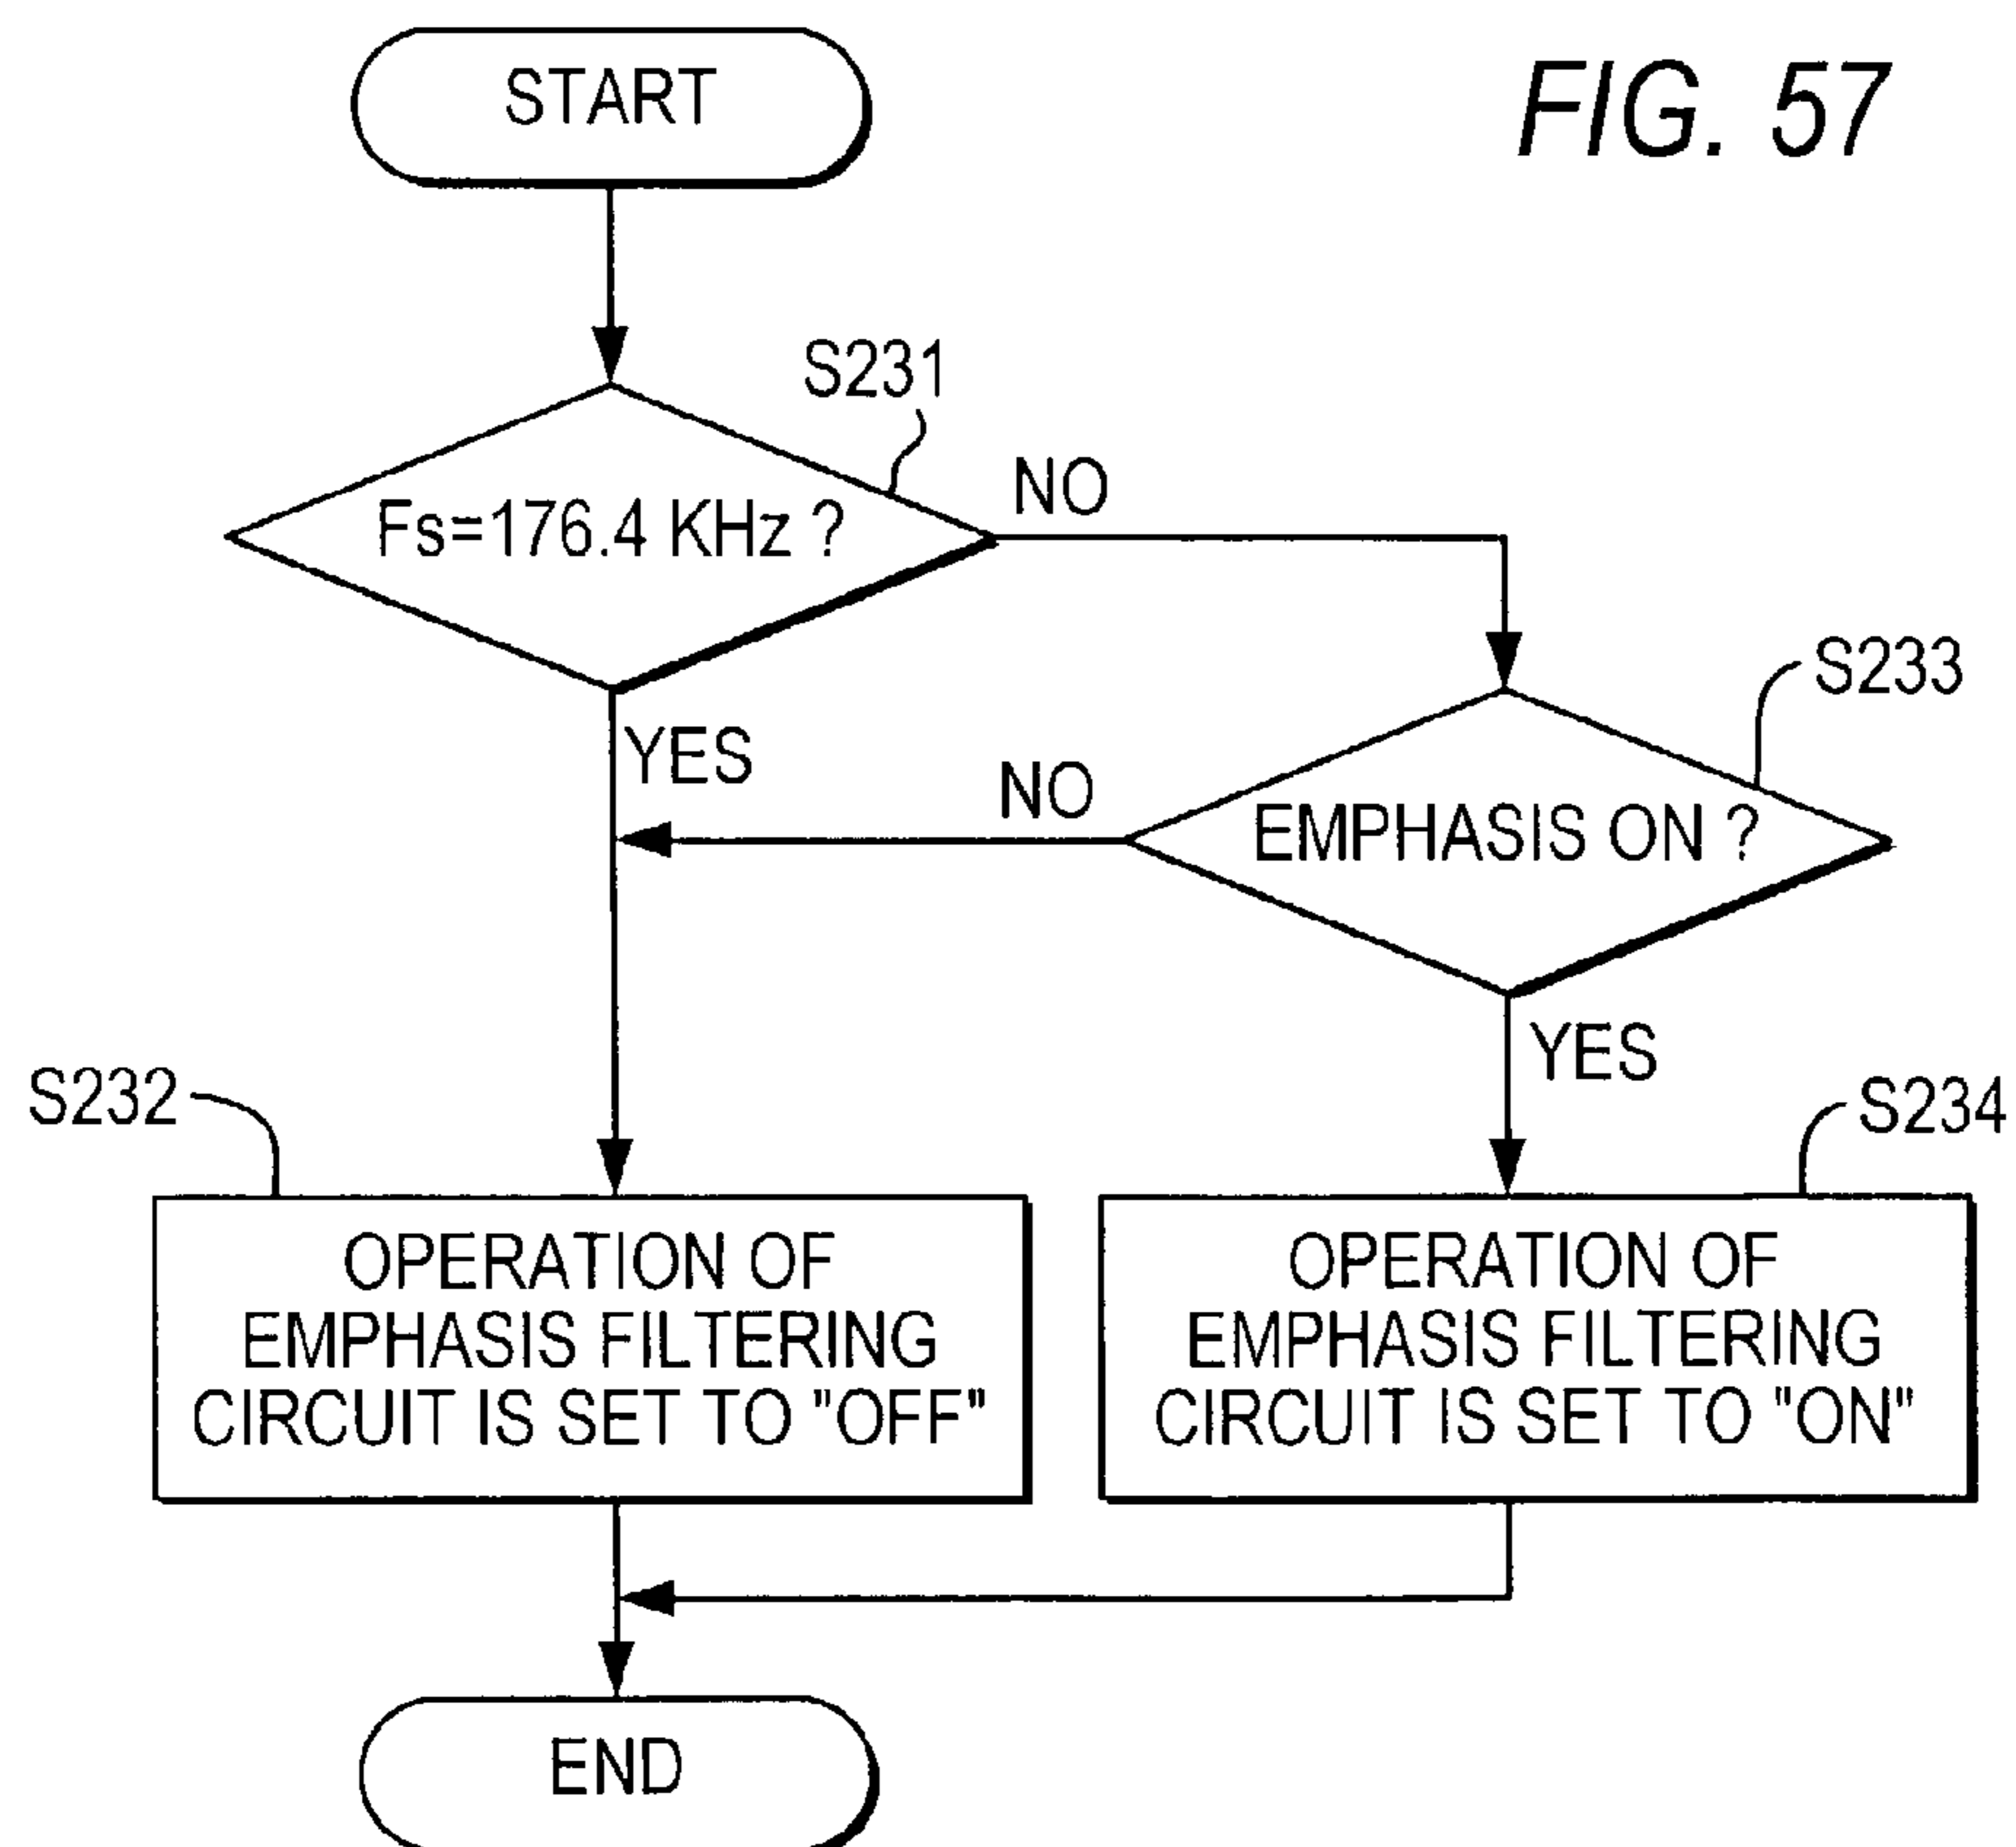 FIG. 57
START
S231
Fs=176.4 KHz ?
NO
YES
S233
EMPHASIS ON ?
NO
YES
S232
OPERATION OF
EMPHASIS FILTERING
CIRCUIT IS SET TO "OFF"
S234
OPERATION OF
EMPHASIS FILTERING
CIRCUIT IS SET TO "ON"
END